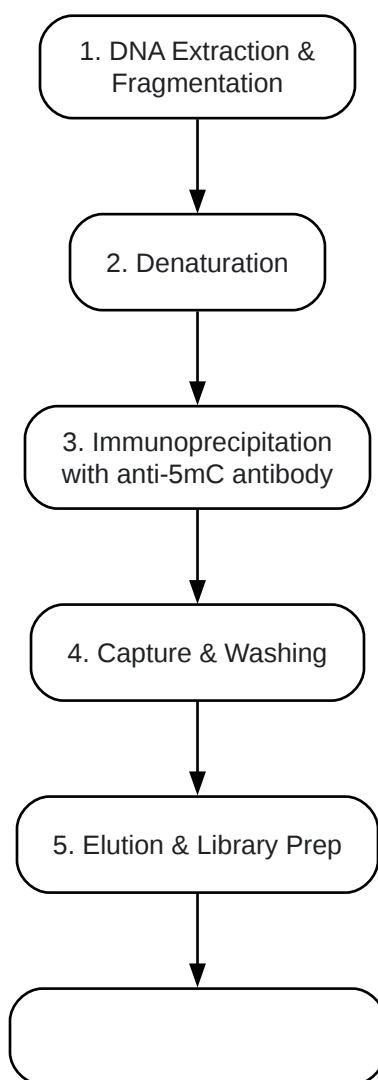 1. DNA Extraction &
Fragmentation
2. Denaturation
3. Immunoprecipitation
with anti-5mC antibody
4. Capture & Washing
5. Elution & Library Prep